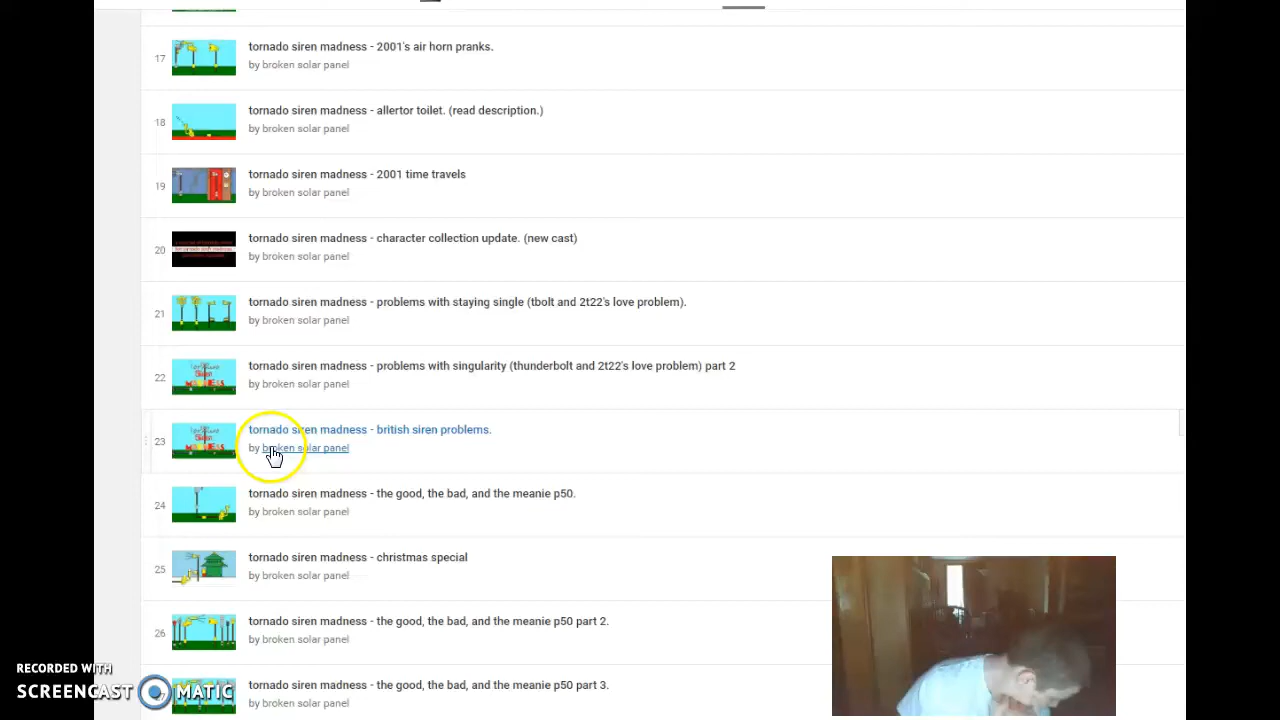 17
tornado siren madness - 2001's air horn pranks.
by broken solar panel
18
tornado siren madness - allertor toilet. (read description.)
by broken solar panel
19
tornado siren madness - 2001 time travels
by broken solar panel
20
tornado siren madness - character collection update. (new cast)
by broken solar panel
21
tornado siren madness - problems with staying single (tbolt and 2t22's love problem).
by broken solar panel
22
tornado siren madness - problems with singularity (thunderbolt and 2t22's love problem) part 2
by broken solar panel
23
tornado siren madness - british siren problems.
by broken solar panel
24
tornado siren madness - the good, the bad, and the meanie p50.
by broken solar panel
25
tornado siren madness - christmas special
by broken solar panel
26
tornado siren madness - the good, the bad, and the meanie p50 part 2.
by broken solar panel
tornado siren madness - the good, the bad, and the meanie p50 part 3.
by broken solar panel
RECORDED WITH
SCREENCAST MATIC